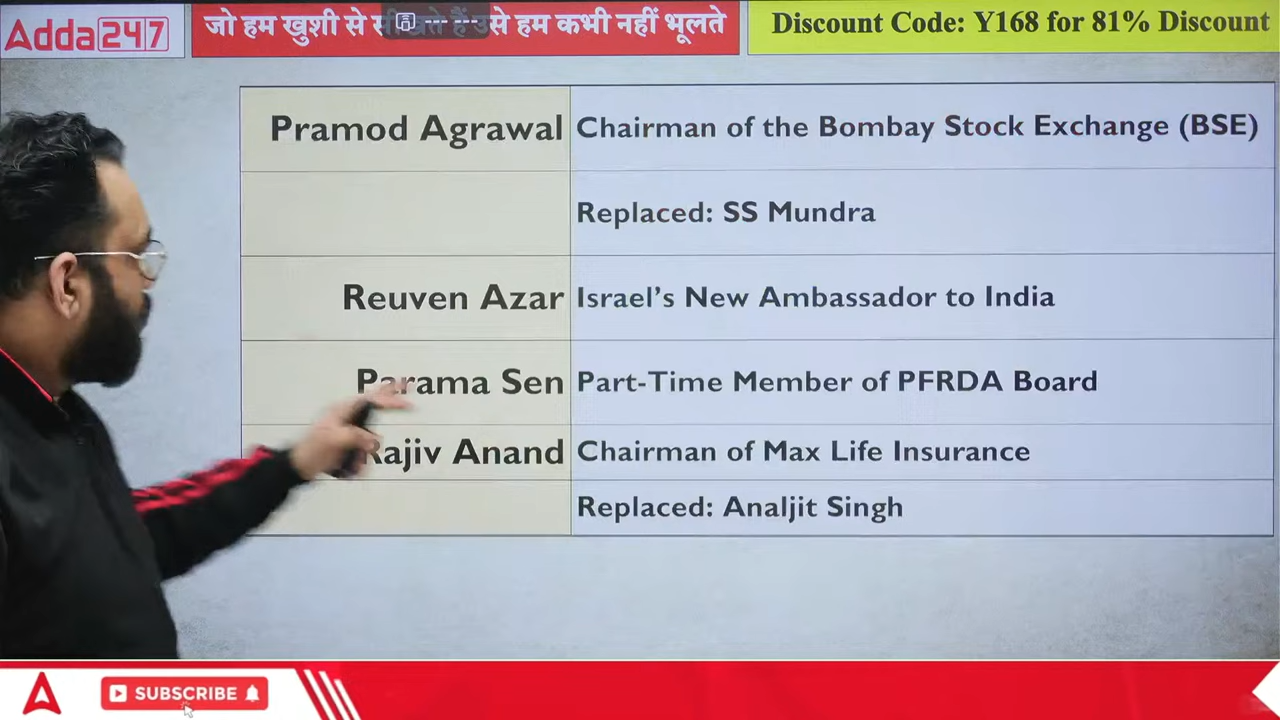 Adda247
जो हम खुशी से से हम कभी नहीं भूलते
Discount Code: Y168 for 81% Discount
Pramod Agrawal Chairman of the Bombay Stock Exchange (BSE)
Replaced: SS Mundra
Reuven Azar Israel's New Ambassador to India
Parama Sen Part-Time Member of PFRDA Board
Rajiv Anand Chairman of Max Life Insurance
Replaced: Analjit Singh
SUBSCRIBE